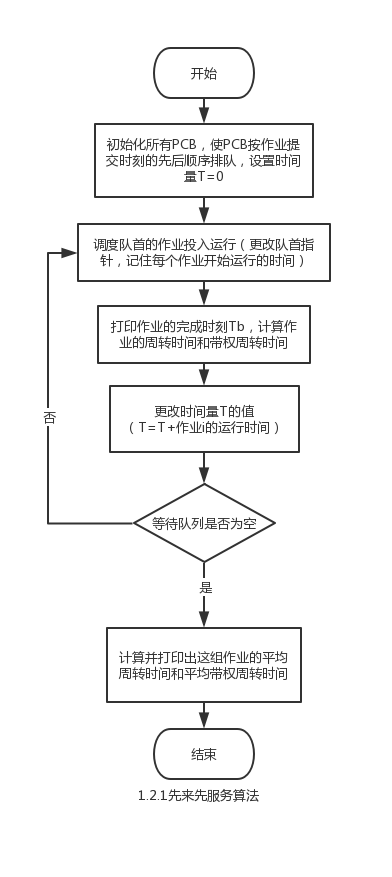 开始
初始化所有PCB，使PCB按作业提
交时刻的先后顺序排队，设置时间
量T=0
调度队首的作业投入运行（更改队首指
针，记住每个作业开始运行的时间）
打印作业的完成时刻Tb，计算作
业的周转时间和带权周转时间
更改时间量T的值
（T=T+作业i的运行时间）
否
等待队列是否为空
是
计算并打印出这组作业的平均
周转时间和平均带权周转时间
结束
1.2.1先来先服务算法